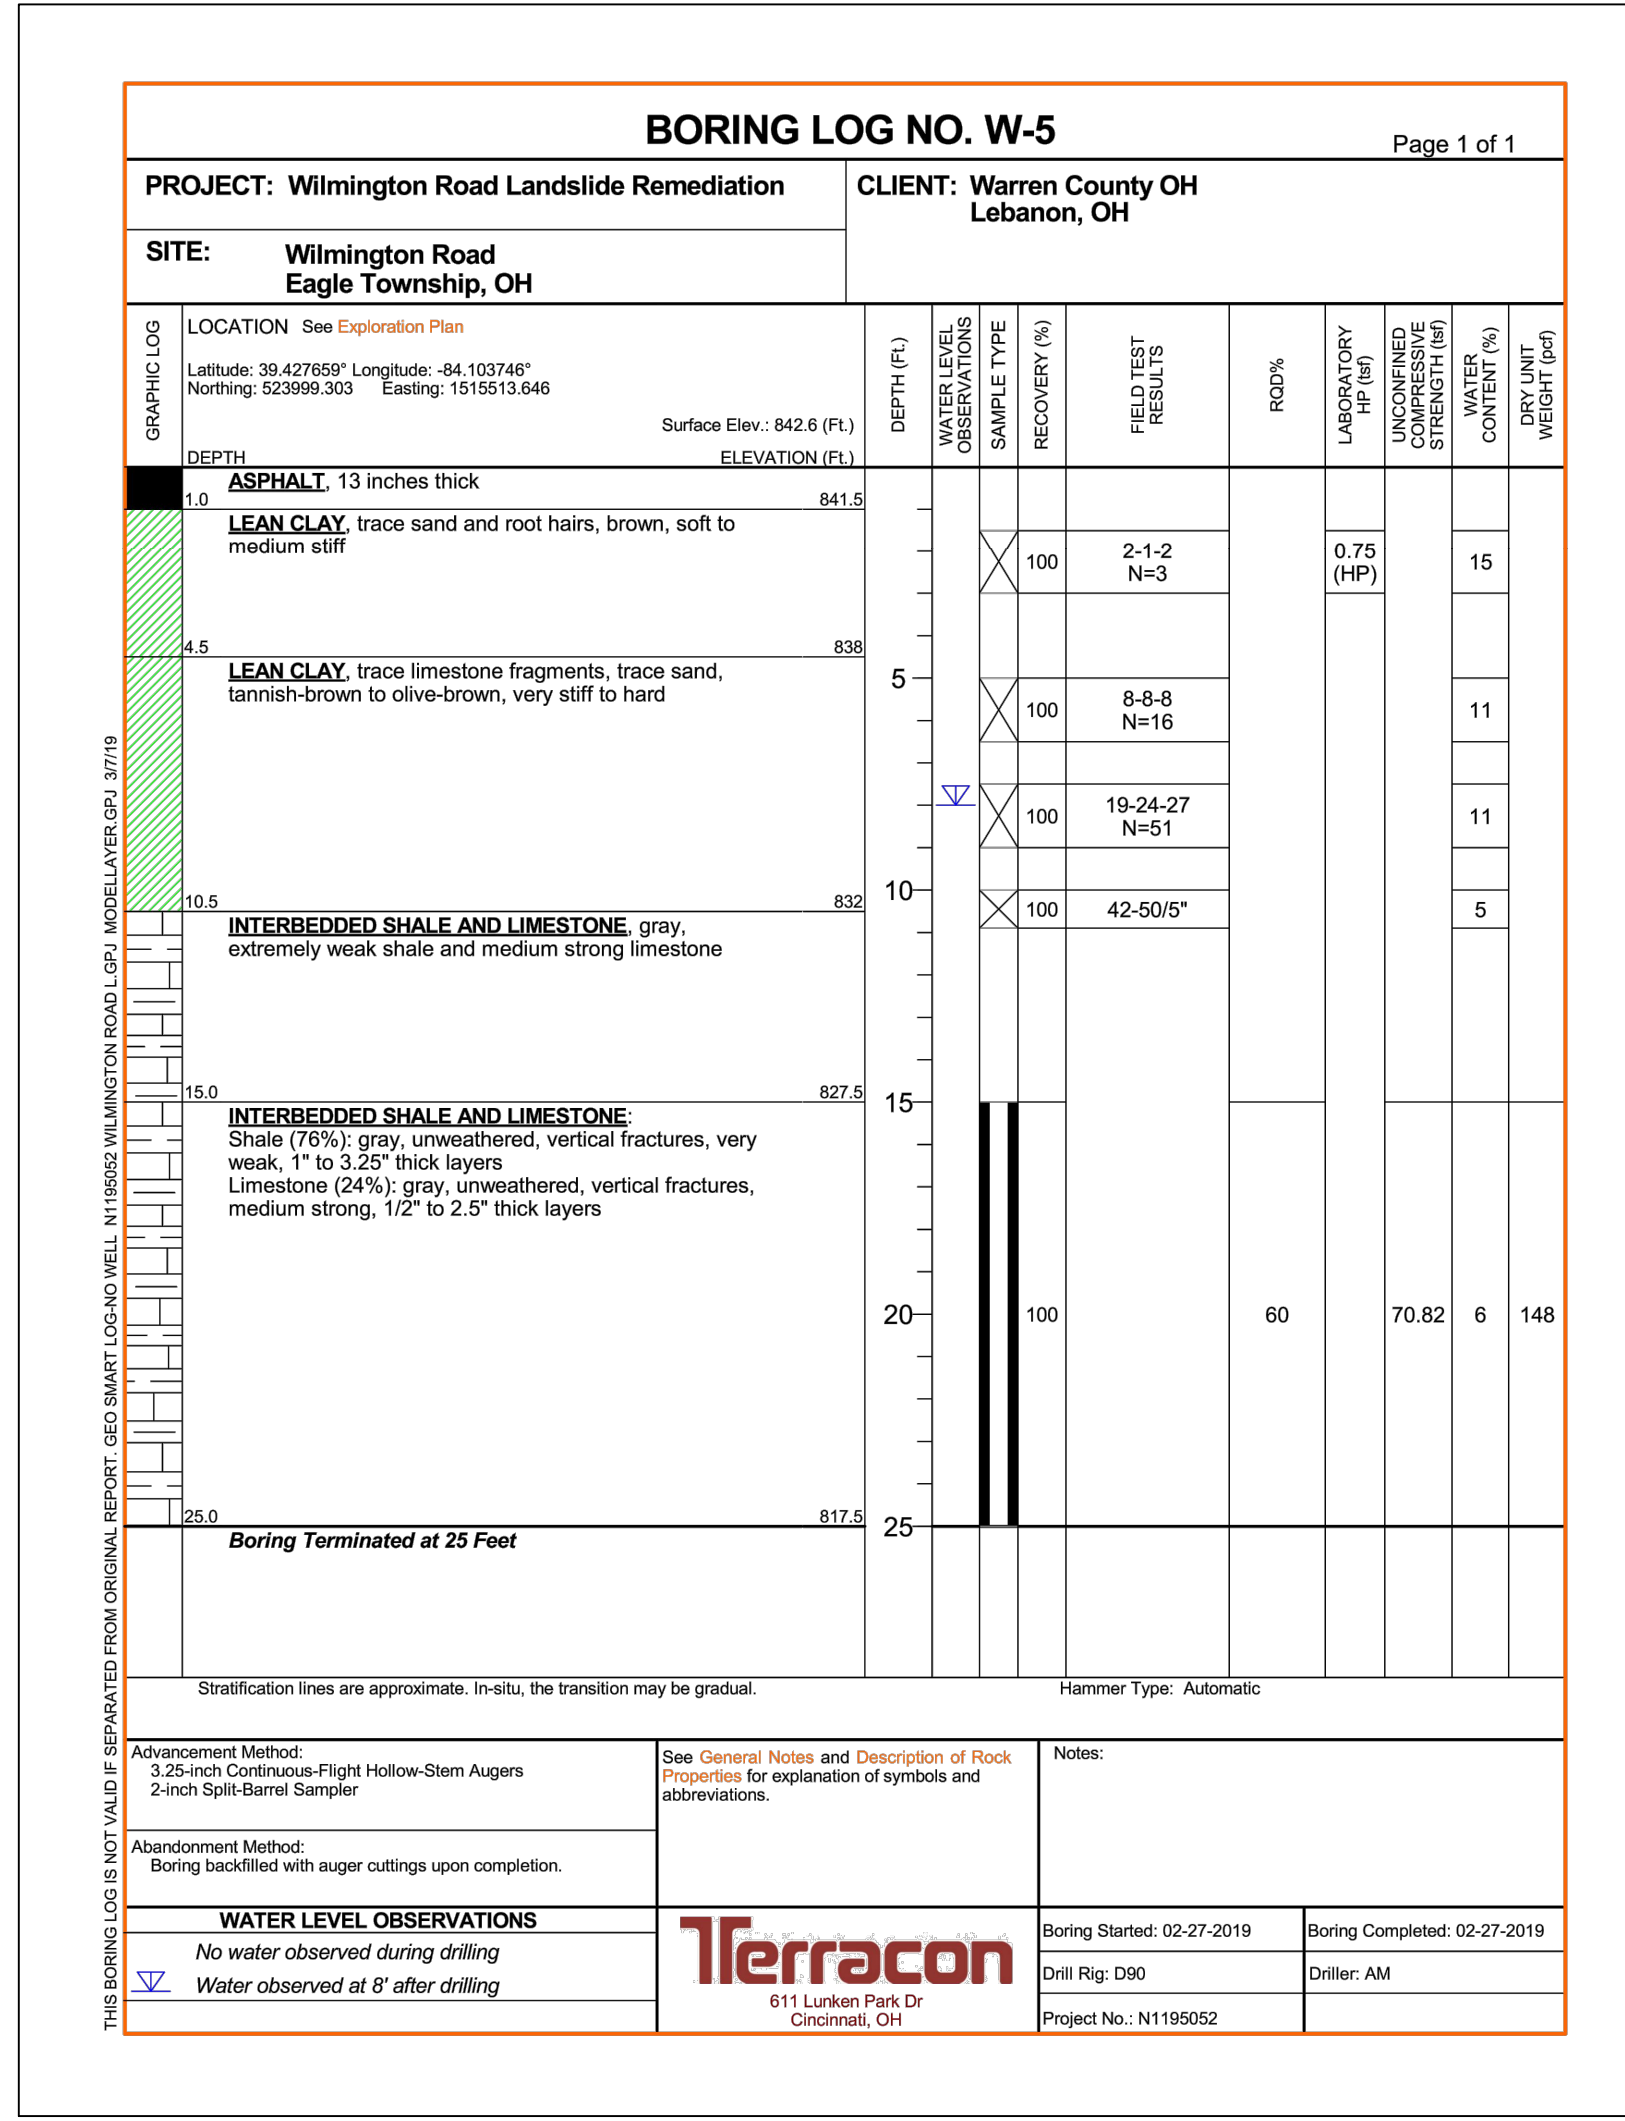 BORING LOG NO. W-5
Page 1 of 1
PROJECT: Wilmington Road Landslide Remediation
CLIENT: Warren County OH
Lebanon, OH
SITE: Wilmington Road
Eagle Township, OH
GRAPHIC LOG
LOCATION See Exploration Plan
Latitude: 39.427659° Longitude: -84.103746°
Northing: 523999.303 Easting: 1515513.646
Surface Elev.: 842.6 (Ft.)
DEPTH ELEVATION (Ft.)
DEPTH (Ft.)
WATER LEVEL
OBSERVATIONS
SAMPLE TYPE
RECOVERY (%)
FIELD TEST
RESULTS
RQD%
LABORATORY
HP (tsf)
UNCONFINED
COMPRESSIVE
STRENGTH (tsf)
WATER
CONTENT (%)
DRY UNIT
WEIGHT (pcf)
ASPHALT, 13 inches thick
1.0 841.5
LEAN CLAY, trace sand and root hairs, brown, soft to
medium stiff
100
2-1-2
N=3
0.75
(HP)
15
4.5 838
LEAN CLAY, trace limestone fragments, trace sand,
tannish-brown to olive-brown, very stiff to hard
5
100
8-8-8
N=16
11
100
19-24-27
N=51
11
10
100
42-50/5"
5
10.5 832
INTERBEDDED SHALE AND LIMESTONE, gray,
extremely weak shale and medium strong limestone
15.0 827.5
15
INTERBEDDED SHALE AND LIMESTONE:
Shale (76%): gray, unweathered, vertical fractures, very
weak, 1" to 3.25" thick layers
Limestone (24%): gray, unweathered, vertical fractures,
medium strong, 1/2" to 2.5" thick layers
20
100
60
70.82
6
148
25.0 817.5
25
Boring Terminated at 25 Feet
Stratification lines are approximate. In-situ, the transition may be gradual.
Hammer Type: Automatic
Advancement Method:
3.25-inch Continuous-Flight Hollow-Stem Augers
2-inch Split-Barrel Sampler
See General Notes and Description of Rock
Properties for explanation of symbols and
abbreviations.
Notes:
Abandonment Method:
Boring backfilled with auger cuttings upon completion.
WATER LEVEL OBSERVATIONS
No water observed during drilling
Water observed at 8' after drilling
Terracon
611 Lunken Park Dr
Cincinnati, OH
Boring Started: 02-27-2019
Boring Completed: 02-27-2019
Drill Rig: D90
Driller: AM
Project No.: N1195052
THIS BORING LOG IS NOT VALID IF SEPARATED FROM ORIGINAL REPORT. GEO SMART LOG-NO WELL N1195052 WILMINGTON ROAD L.GPJ MODELLAYER.GPJ 3/7/19